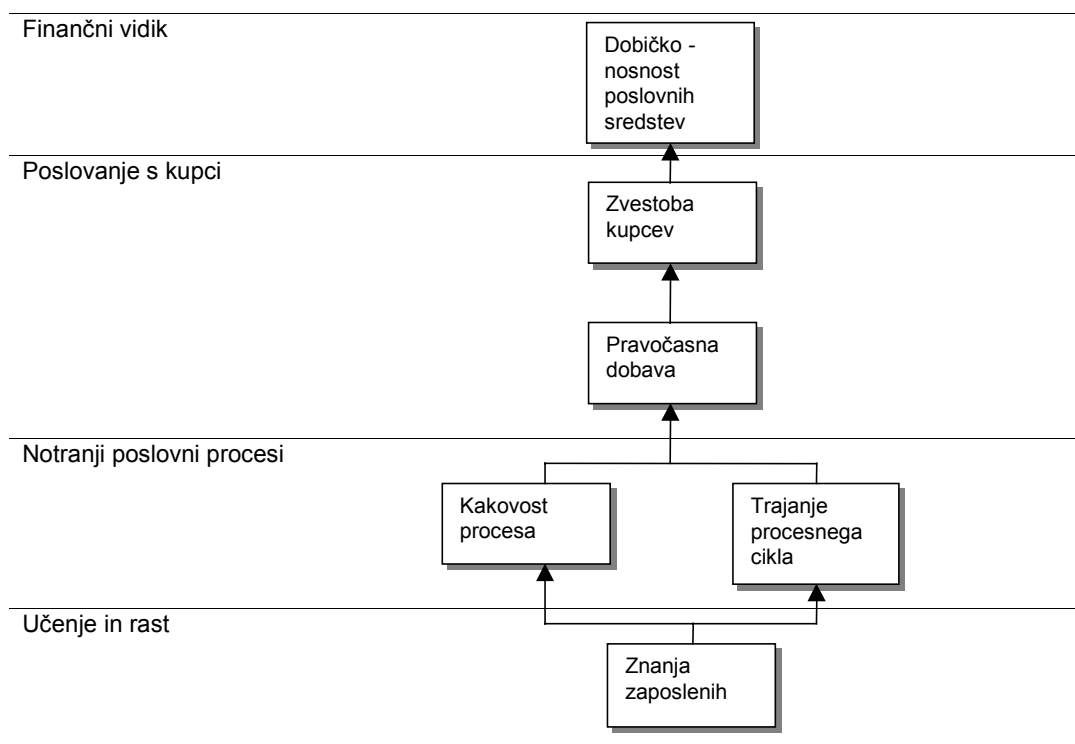 Finančni vidik
Dobičko -
nosnost
poslovnih
sredstev
Poslovanje s kupci
Zvestoba
kupcev
Pravočasna
dobava
Notranji poslovni procesi
Kakovost
procesa
Trajanje
procesnega
cikla
Učenje in rast
Znanja
zaposlenih